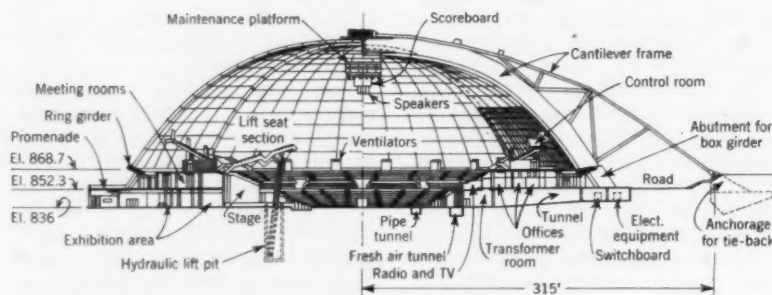 Maintenance platform
Scoreboard
Cantilever frame
Control room
Meeting rooms
Speakers
Ring girder
Lift seat
section
Ventilators
Promenade
Abutment for
box girder
El. 868.7
El. 852.3
El. 836
Road
Stage
Exhibition area
Hydraulic lift pit
Pipe
tunnel
Fresh air tunnel
Radio and TV
Transformer
room
Offices
Tunnel
Elect.
equipment
Switchboard
Anchorage
for tie-back
315'